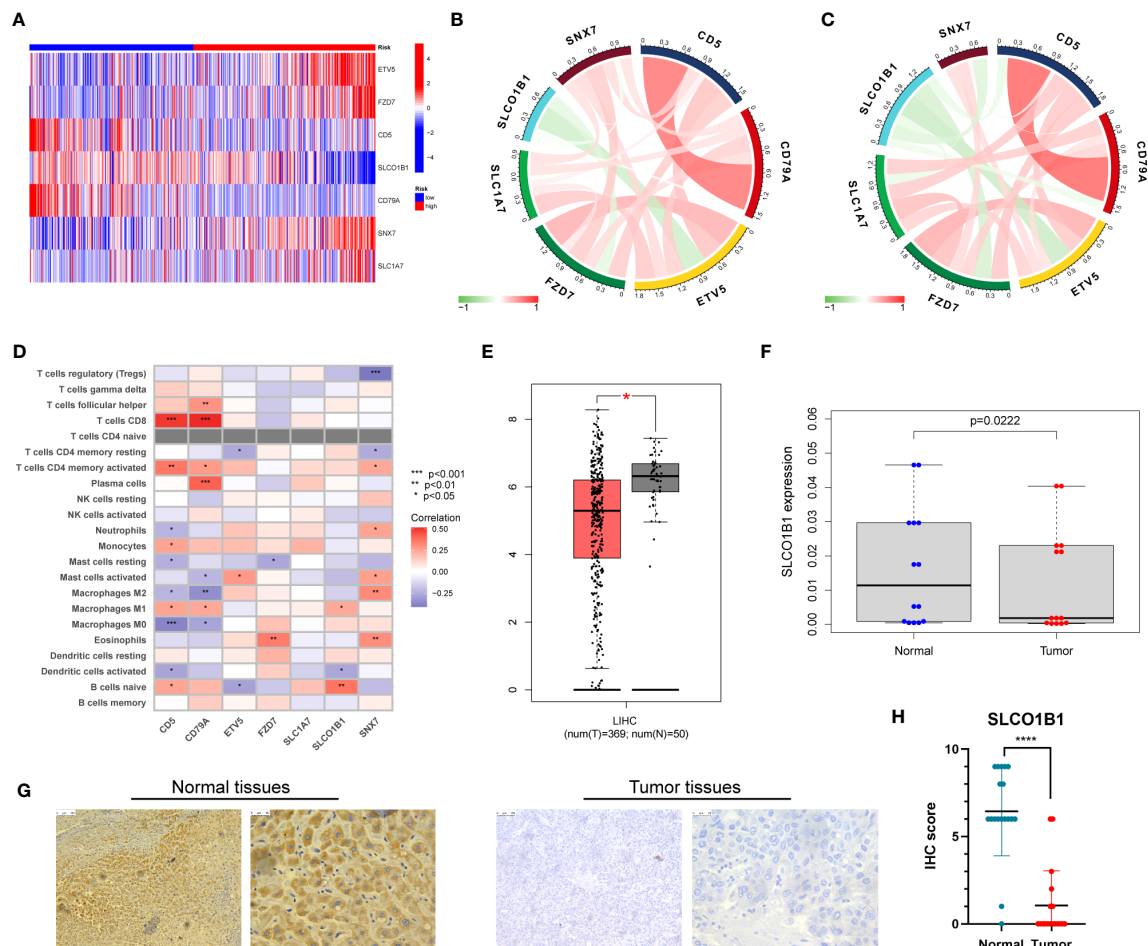 A
Risk
ETV5
FZD7
CD5
SLCO1B1
CD79A
SNX7
SLC1A7
4
2
0
−2
−4
Risk
low
high
B
SNX7
CD5
CD79A
ETV5
FZD7
SLC1A7
SLCO1B1
−1
1
C
SNX7
CD5
CD79A
ETV5
FZD7
SLC1A7
SLCO1B1
−1
1
D
T cells regulatory (Tregs)
T cells gamma delta
T cells follicular helper
T cells CD8
T cells CD4 naive
T cells CD4 memory resting
T cells CD4 memory activated
Plasma cells
NK cells resting
NK cells activated
Neutrophils
Monocytes
Mast cells resting
Mast cells activated
Macrophages M2
Macrophages M1
Macrophages M0
Eosinophils
Dendritic cells resting
Dendritic cells activated
B cells naive
B cells memory
CD5
CD79A
ETV5
FZD7
SLC1A7
SLCO1B1
SNX7
*** p<0.001
** p<0.01
* p<0.05
Correlation
0.50
0.25
0.00
−0.25
E
*
8
6
4
2
0
LIHC
(num(T)=369; num(N)=50)
F
SLCO1B1 expression
0.06
0.05
0.04
0.03
0.02
0.01
0.00
p=0.0222
Normal
Tumor
G
Normal tissues
Tumor tissues
H
SLCO1B1
****
IHC score
10
5
0
Normal Tumor